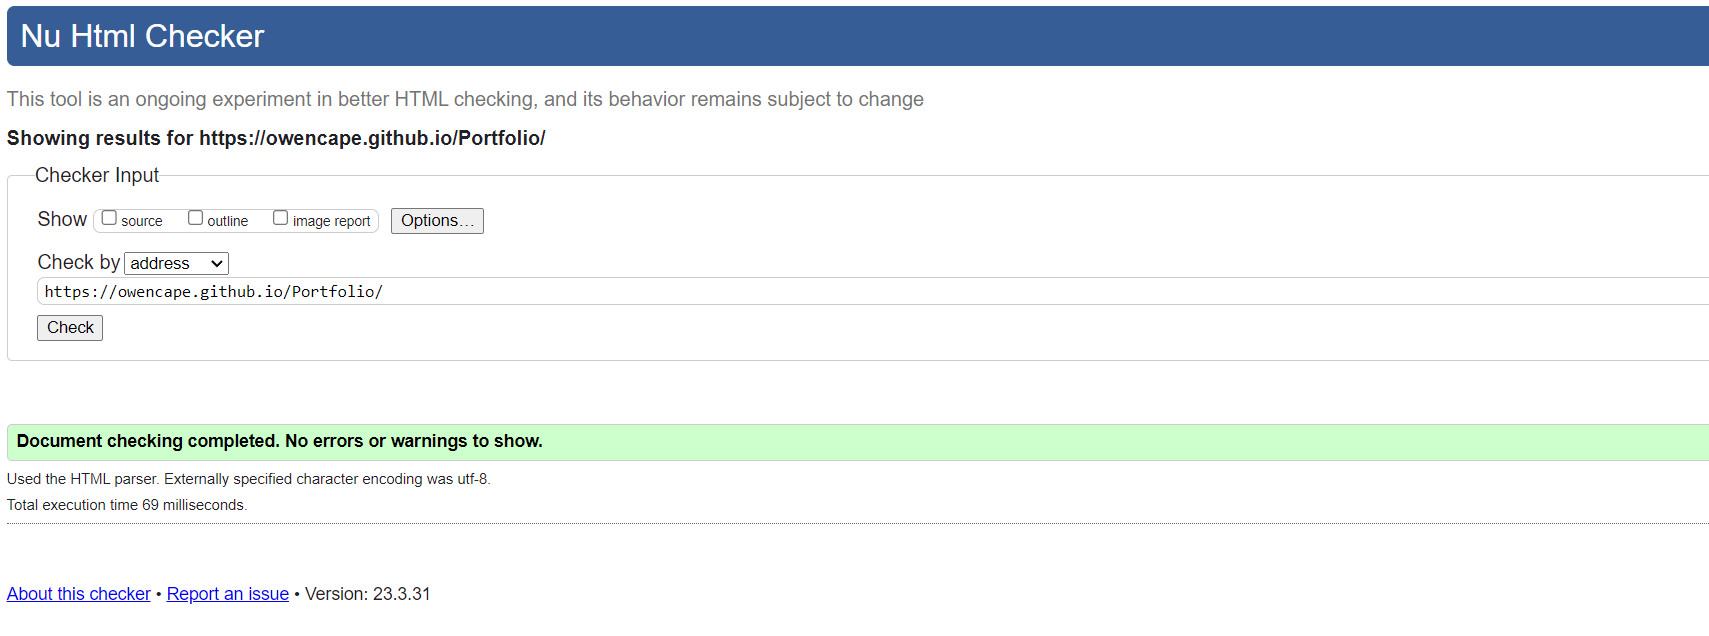 Nu Html Checker
This tool is an ongoing experiment in better HTML checking, and its behavior remains subject to change
Showing results for https://owencape.github.io/Portfolio/
Checker Input
Show source outline image report Options…
Check by address
https://owencape.github.io/Portfolio/
Check
Document checking completed. No errors or warnings to show.
Used the HTML parser. Externally specified character encoding was utf-8.
Total execution time 69 milliseconds.
About this checker • Report an issue • Version: 23.3.31